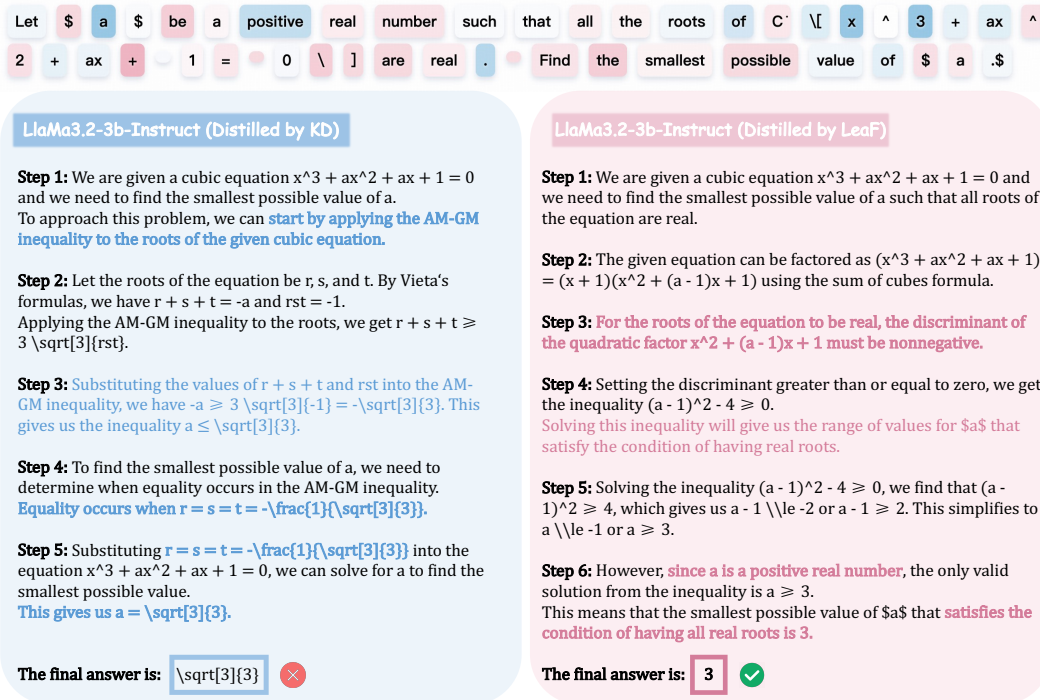 Let $ a $ be a positive real number such that all the roots of C \[ x ^ 3 + ax ^
2 + ax + 1 = 0 \ ] are real . Find the smallest possible value of $ a .$
LlaMa3.2-3b-Instruct (Distilled by KD)
Step 1: We are given a cubic equation x^3 + ax^2 + ax + 1 = 0
and we need to find the smallest possible value of a.
To approach this problem, we can start by applying the AM-GM
inequality to the roots of the given cubic equation.
Step 2: Let the roots of the equation be r, s, and t. By Vieta‘s
formulas, we have r + s + t = -a and rst = -1.
Applying the AM-GM inequality to the roots, we get r + s + t ⩾
3 \sqrt[3]{rst}.
Step 3: Substituting the values of r + s + t and rst into the AM-
GM inequality, we have -a ⩾ 3 \sqrt[3]{-1} = -\sqrt[3]{3}. This
gives us the inequality a ≤ \sqrt[3]{3}.
Step 4: To find the smallest possible value of a, we need to
determine when equality occurs in the AM-GM inequality.
Equality occurs when r = s = t = -\frac{1}{\sqrt[3]{3}}.
Step 5: Substituting r = s = t = -\frac{1}{\sqrt[3]{3}} into the
equation x^3 + ax^2 + ax + 1 = 0, we can solve for a to find the
smallest possible value.
This gives us a = \sqrt[3]{3}.
The final answer is: \sqrt[3]{3}
LlaMa3.2-3b-Instruct (Distilled by LeaF)
Step 1: We are given a cubic equation x^3 + ax^2 + ax + 1 = 0 and
we need to find the smallest possible value of a such that all roots of
the equation are real.
Step 2: The given equation can be factored as (x^3 + ax^2 + ax + 1)
= (x + 1)(x^2 + (a - 1)x + 1) using the sum of cubes formula.
Step 3: For the roots of the equation to be real, the discriminant of
the quadratic factor x^2 + (a - 1)x + 1 must be nonnegative.
Step 4: Setting the discriminant greater than or equal to zero, we get
the inequality (a - 1)^2 - 4 ⩾ 0.
Solving this inequality will give us the range of values for $a$ that
satisfy the condition of having real roots.
Step 5: Solving the inequality (a - 1)^2 - 4 ⩾ 0, we find that (a -
1)^2 ⩾ 4, which gives us a - 1 \\le -2 or a - 1 ⩾ 2. This simplifies to
a \\le -1 or a ⩾ 3.
Step 6: However, since a is a positive real number, the only valid
solution from the inequality is a ⩾ 3.
This means that the smallest possible value of $a$ that satisfies the
condition of having all real roots is 3.
The final answer is: 3